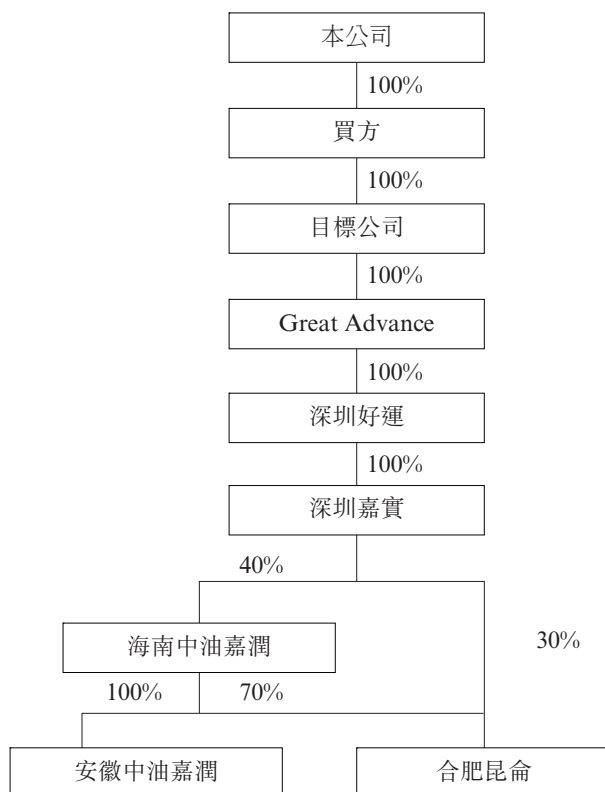 本公司
100%
買方
100%
目標公司
100%
Great Advance
100%
深圳好運
100%
深圳嘉實
40%
海南中油嘉潤
30%
100%
70%
安徽中油嘉潤
合肥昆侖